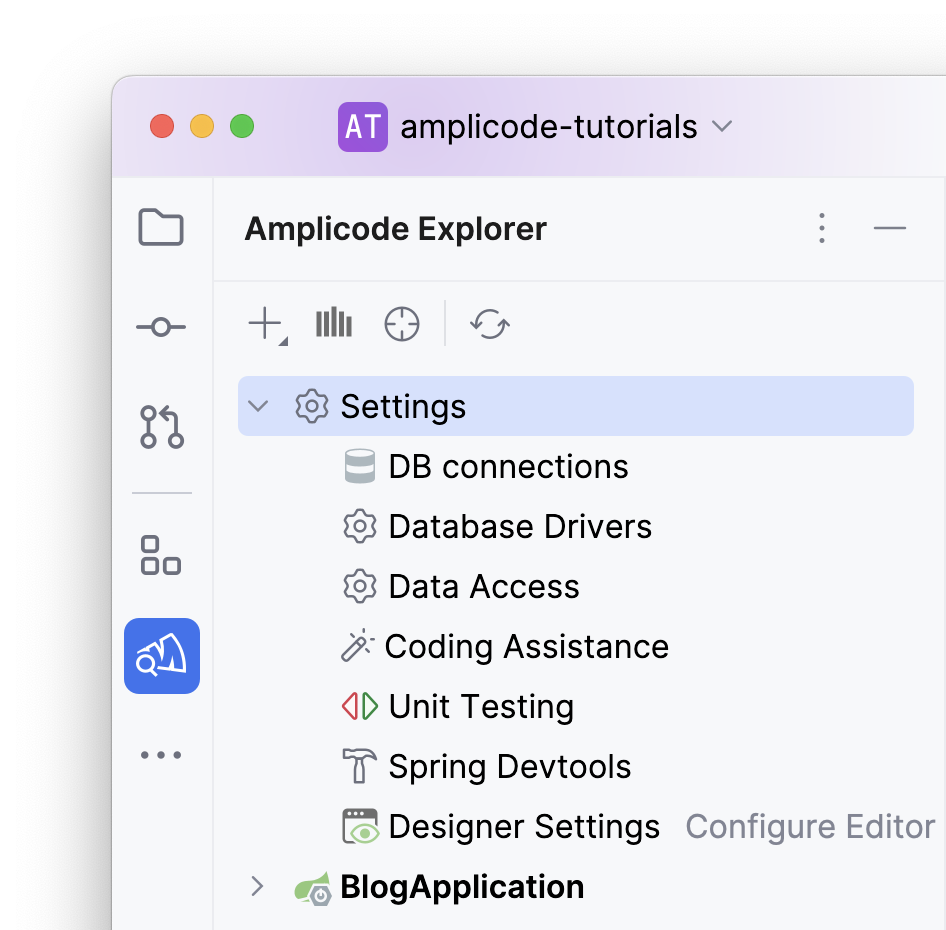 AT amplicode-tutorials
Amplicode Explorer
Settings
DB connections
Database Drivers
Data Access
Coding Assistance
Unit Testing
Spring Devtools
Designer Settings Configure Editor
BlogApplication